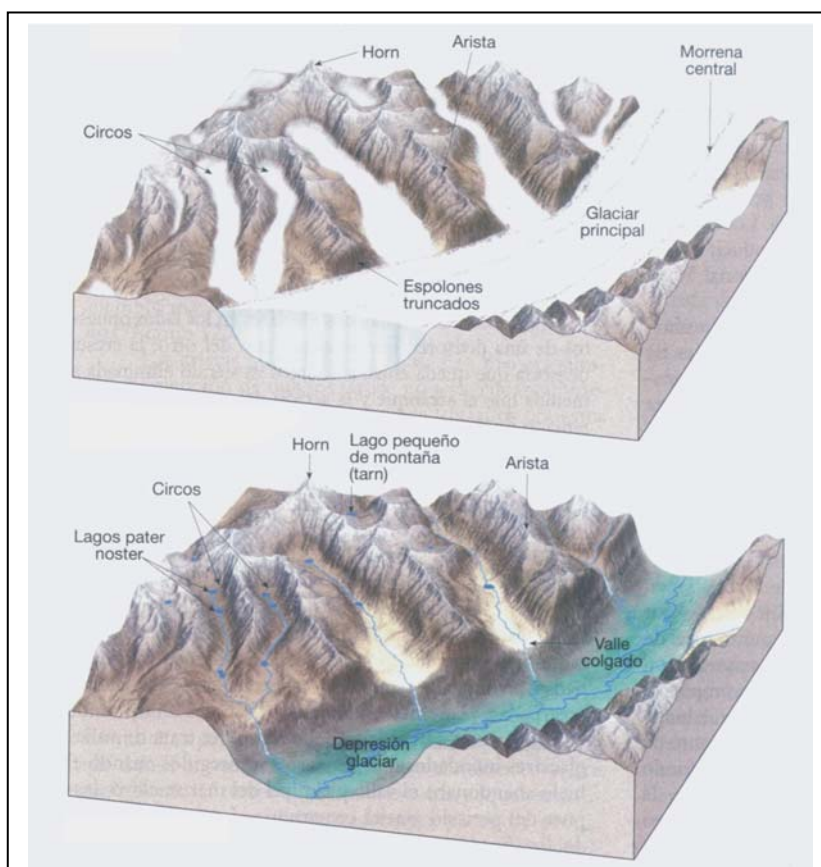 Horn
Arista
Morrena
central
Circos
Glaciar
principal
Espolones
truncados
Horn
Lago pequeño
de montaña
(tarn)
Arista
Circos
Lagos pater
noster
Valle
colgado
Depresión
glaciar